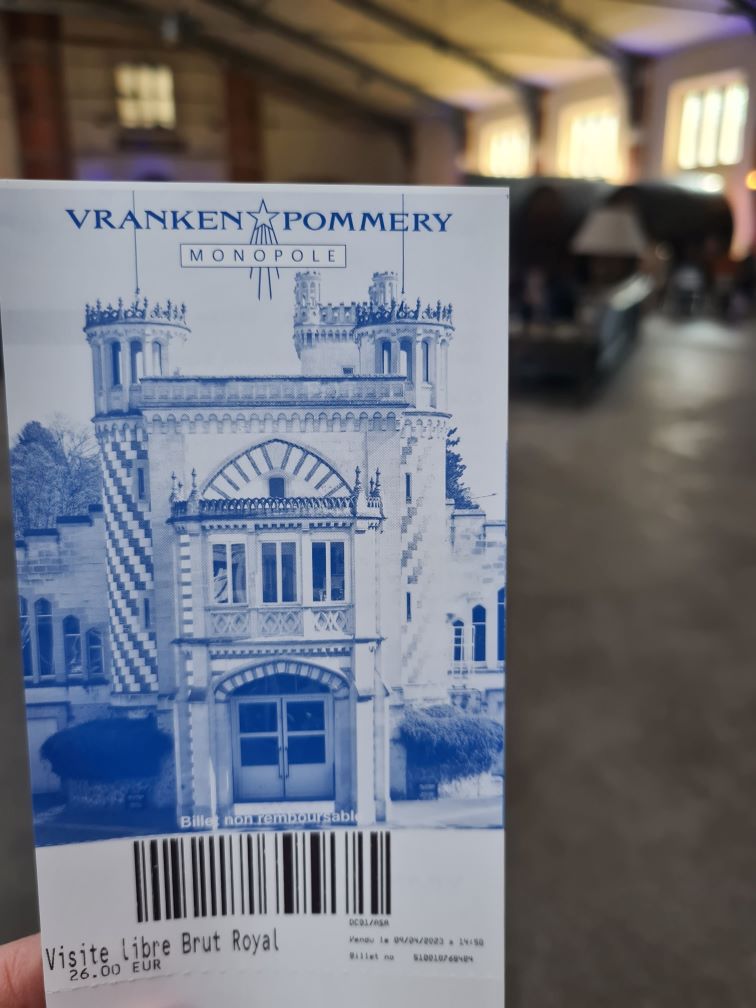 VRANKEN POMMERY
MONOPOLE
Billet non remboursable
DC01/ASA
Visite libre Brut Royal
Vendu le 04/04/2023 a 14:50
26.00 EUR
Billet no